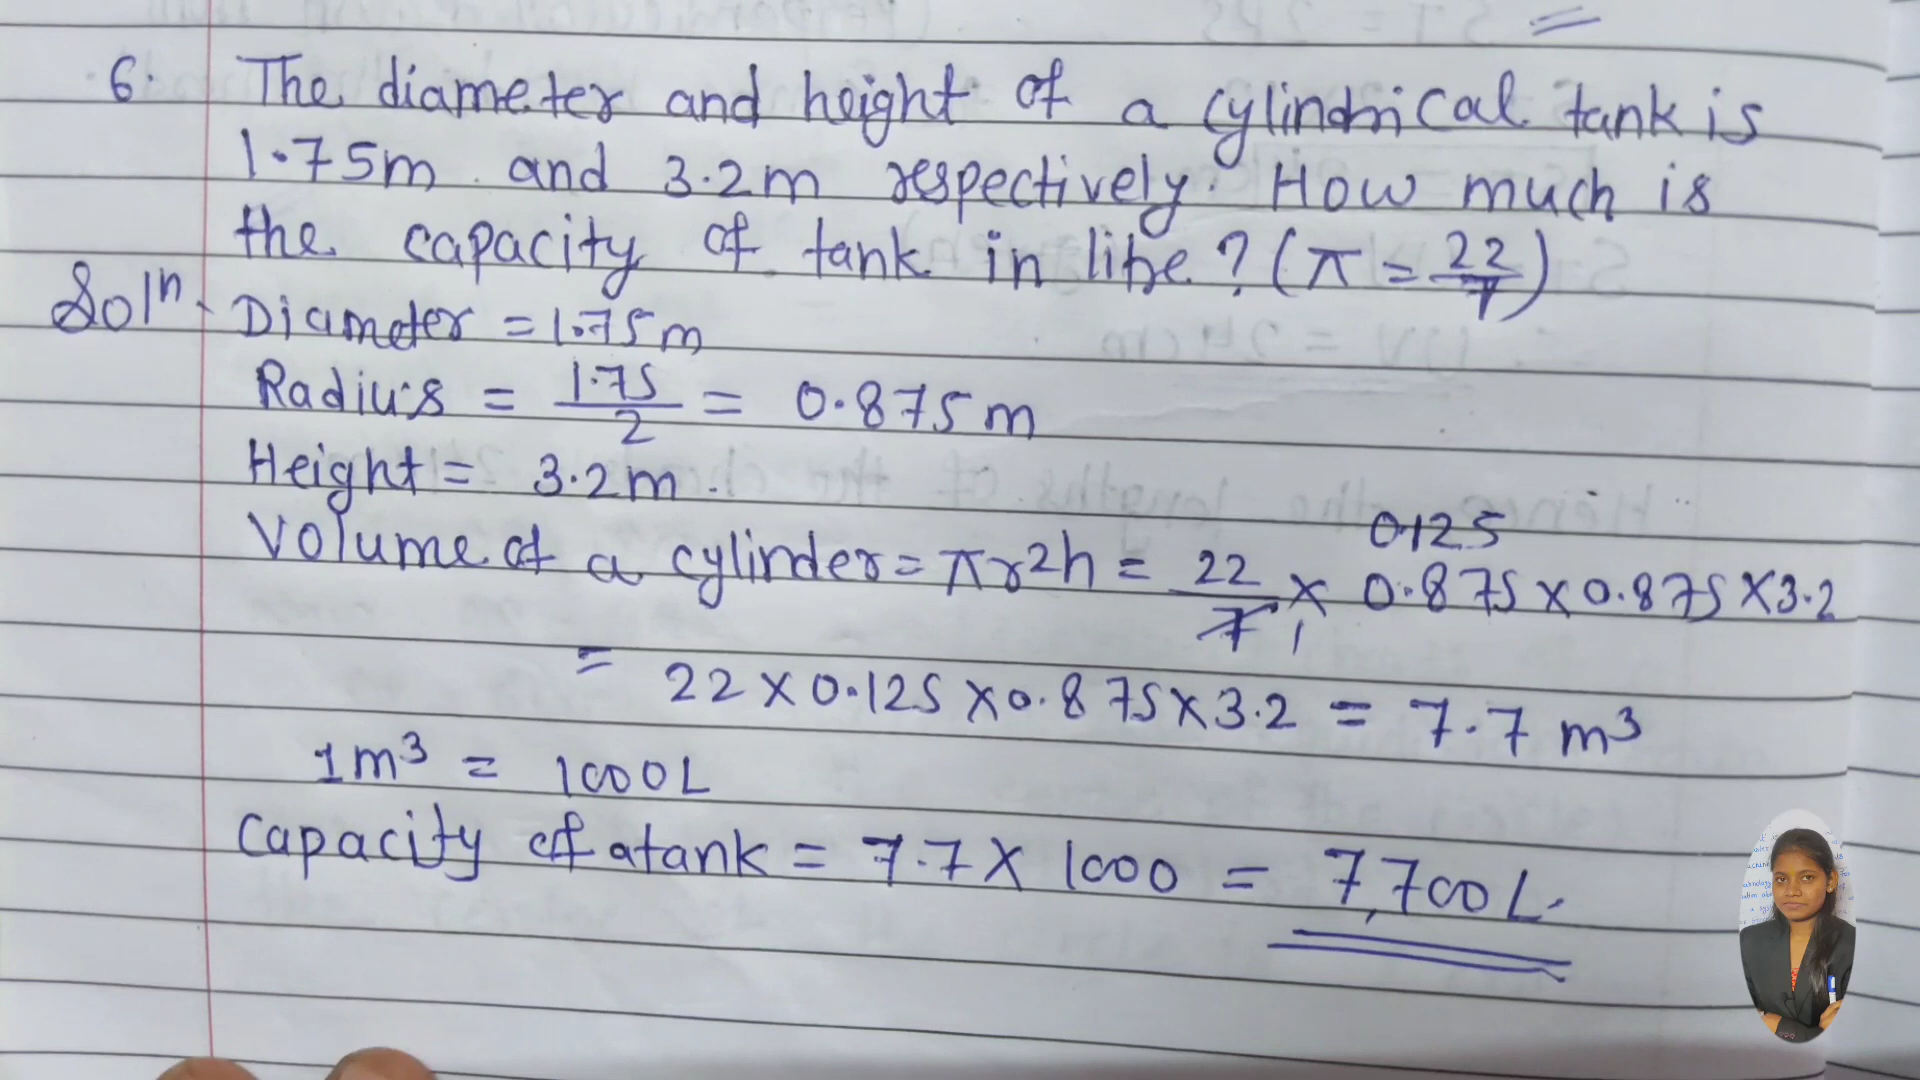 6. The diameter and height of a cylindrical tank is
1.75m and 3.2m respectively. How much is
the capacity of tank in litre? (π = 22/7)
Solⁿ. Diameter = 1.75m
Radius = 1.75/2 = 0.875m
Height = 3.2m.
Volume of a cylinder = πr²h = 22/7 1 × 0.875 0.125 × 0.875 × 3.2
= 22 × 0.125 × 0.875 × 3.2 = 7.7 m³
1m³ = 1000L
Capacity of a tank = 7.7 × 1000 = 7,700 L.